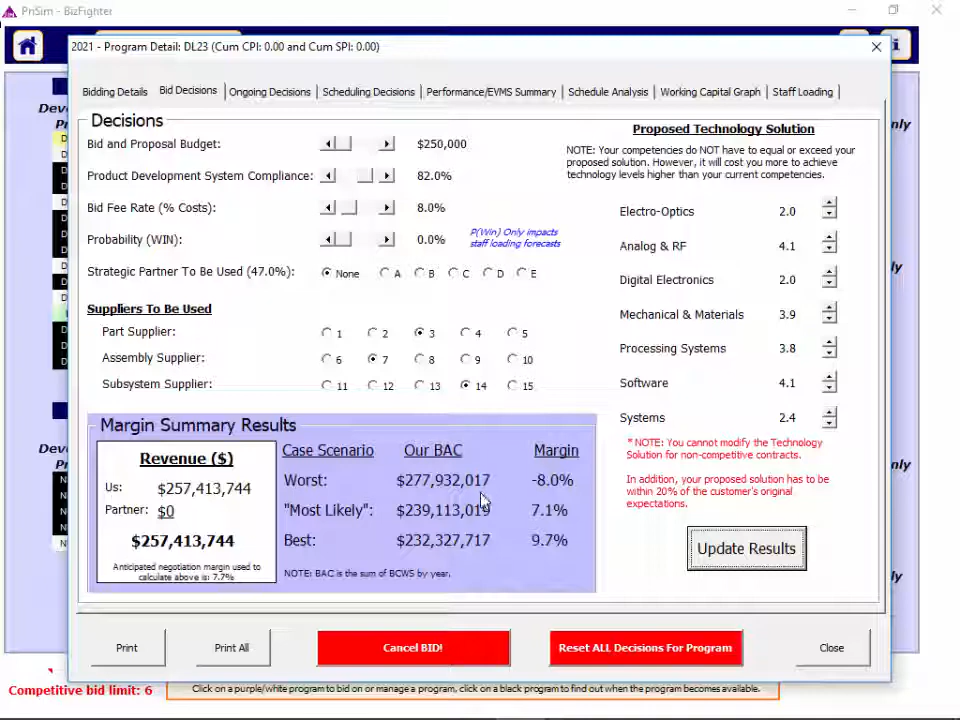 PriSim - BizFighter
2021 - Program Detail: DL23 (Cum CPI: 0.00 and Cum SPI: 0.00)
Bidding Details
Bid Decisions
Ongoing Decisions
Scheduling Decisions
Performance/EVMS Summary
Schedule Analysis
Working Capital Graph
Staff Loading
Decisions
Bid and Proposal Budget: $250,000
Product Development System Compliance: 82.0%
Bid Fee Rate (% Costs): 8.0%
Probability (WIN): 0.0%
P(Win) Only impacts
staff loading forecasts
Strategic Partner To Be Used (47.0%): None A B C D E
Suppliers To Be Used
Part Supplier: 1 2 3 4 5
Assembly Supplier: 6 7 8 9 10
Subsystem Supplier: 11 12 13 14 15
Proposed Technology Solution
NOTE: Your competencies do NOT have to equal or exceed your
proposed solution. However, it will cost you more to achieve
technology levels higher than your current competencies.
Electro-Optics 2.0
Analog & RF 4.1
Digital Electronics 2.0
Mechanical & Materials 3.9
Processing Systems 3.8
Software 4.1
Systems 2.4
* NOTE: You cannot modify the Technology
Solution for non-competitive contracts.
In addition, your proposed solution has to be
within 20% of the customer's original
expectations.
Update Results
Margin Summary Results
Revenue ($)
Us: $257,413,744
Partner: $0
$257,413,744
Anticipated negotiation margin used to
calculate above is: 7.7%
Case Scenario Our BAC Margin
Worst: $277,932,017 -8.0%
"Most Likely": $239,113,019 7.1%
Best: $232,327,717 9.7%
NOTE: BAC is the sum of BCWS by year.
Print
Print All
Cancel BID!
Reset ALL Decisions For Program
Close
Competitive bid limit: 6
Click on a purple/white program to bid on or manage a program, click on a black program to find out when the program becomes available.